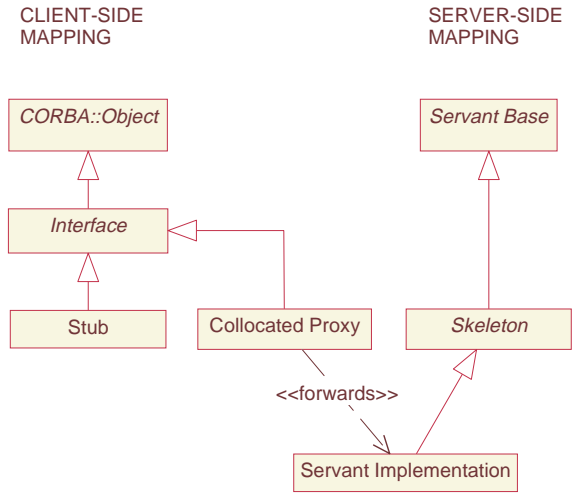 CLIENT-SIDE
MAPPING
SERVER-SIDE
MAPPING
CORBA::Object
Servant Base
Interface
Stub
Collocated Proxy
Skeleton
<<forwards>>
Servant Implementation